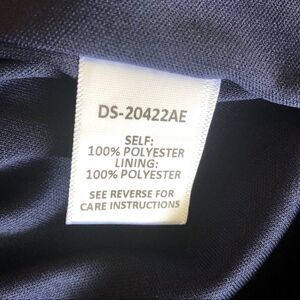 DS-20422AE
SELF:
100% POLYESTER
LINING:
100% POLYESTER
SEE REVERSE FOR
CARE INSTRUCTIONS